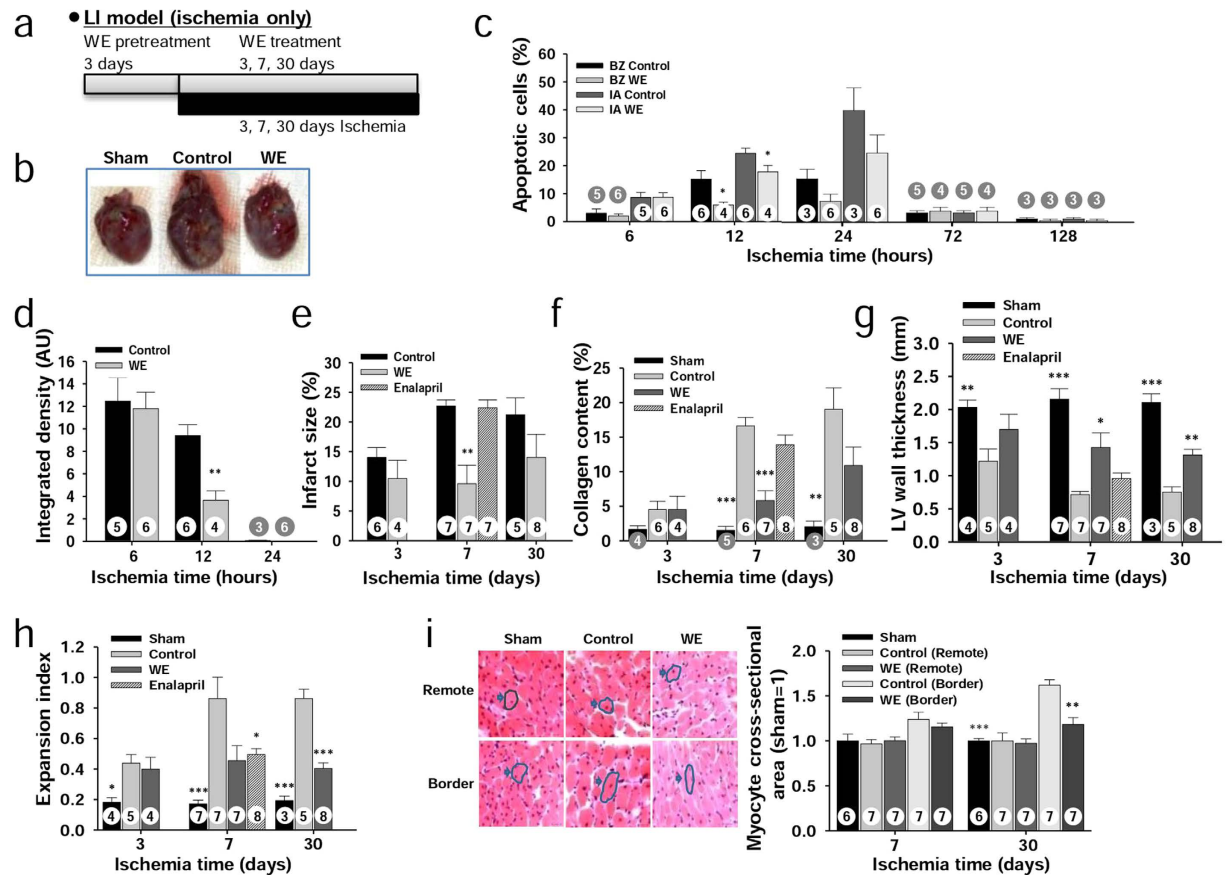 a
● LI model (ischemia only)
WE pretreatment
3 days
WE treatment
3, 7, 30 days
3, 7, 30 days Ischemia
b
Sham Control WE
c
Apoptotic cells (%)
60
50
40
30
20
10
0
BZ Control
BZ WE
IA Control
IA WE
* *
5 6 5 6
6 4 6 4
3 6 3 6
5 4 5 4
3 3 3 3
6 12 24 72 128
Ischemia time (hours)
d
Integrated density (AU)
16
14
12
10
8
6
4
2
0
Control
WE
**
5 6 6 4 3 6
6 12 24
Ischemia time (hours)
e
Infarct size (%)
25
20
15
10
5
0
Control
WE
Enalapril
**
6 4 7 7 7 5 8
3 7 30
Ischemia time (days)
f
Collagen content (%)
25
20
15
10
5
0
Sham
Control
WE
Enalapril
*** *** **
4 5 4 5 6 7 8 3 5 8
3 7 30
Ischemia time (days)
g
LV wall thickness (mm)
3.0
2.5
2.0
1.5
1.0
0.5
0.0
Sham
Control
WE
Enalapril
** *** * *** **
4 5 4 7 7 7 8 3 5 8
3 7 30
Ischemia time (days)
h
Expansion index
1.2
1.0
0.8
0.6
0.4
0.2
0.0
Sham
Control
WE
Enalapril
* *** * *** ***
4 5 4 7 7 7 8 3 5 8
3 7 30
Ischemia time (days)
i
Sham Control WE
Remote
Border
Myocyte cross-sectional
area (sham=1)
2.0
1.5
1.0
0.5
0.0
Sham
Control (Remote)
WE (Remote)
Control (Border)
WE (Border)
*** **
6 7 7 7 7 6 7 7 7 7
7 30
Ischemia time (days)